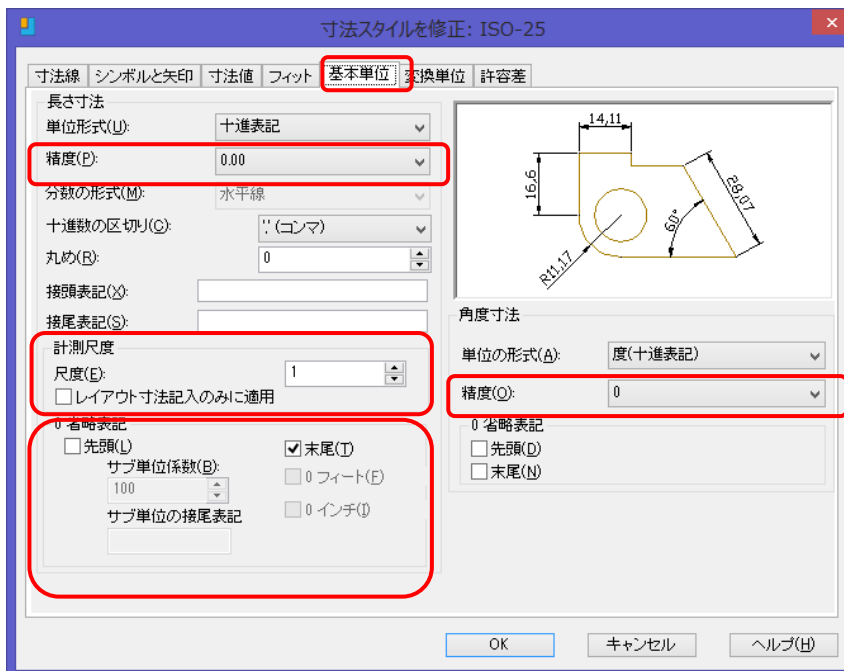 寸法スタイルを修正: ISO-25
寸法線 シンボルと矢印 寸法値 フィット 基本単位 変換単位 許容差
長さ寸法
単位形式(U): 十進表記
精度(P): 0.00
分数の形式(M): 水平線
十進数の区切り(C): ',' (コンマ)
丸め(R): 0
接頭表記(X):
接尾表記(S):
計測尺度
尺度(E): 1
レイアウト寸法記入のみに適用
0 省略表記
先頭(L) 末尾(T)
サブ単位係数(B): 0 フィート(F)
100
サブ単位の接尾表記 0 インチ(I)
14,11
16,6
28,07
60°
R11,17
角度寸法
単位の形式(A): 度(十進表記)
精度(O): 0
0 省略表記
先頭(D)
末尾(N)
OK キャンセル ヘルプ(H)